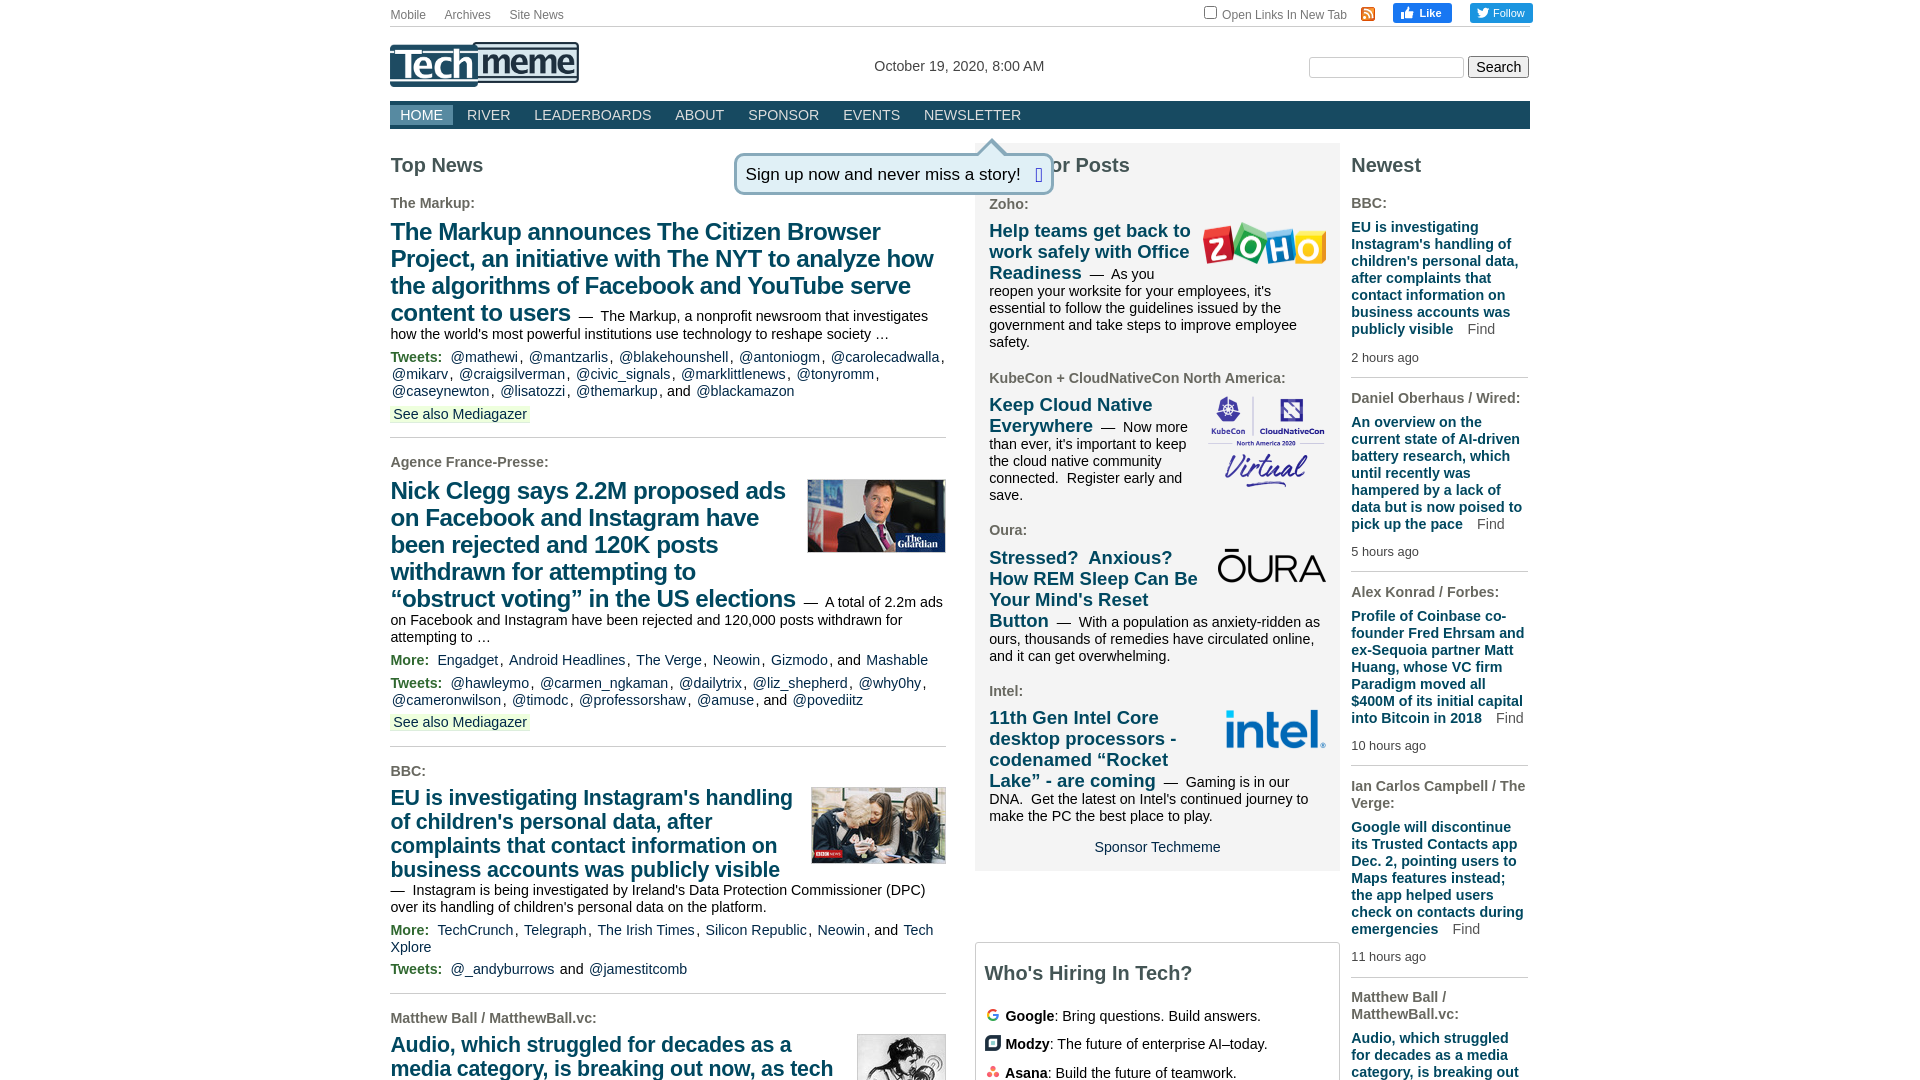 Mobile Archives Site News
Open Links In New Tab
Like
Follow
Techmeme
October 19, 2020, 8:00 AM
Search
HOME RIVER LEADERBOARDS ABOUT SPONSOR EVENTS NEWSLETTER
Sign up now and never miss a story!
Top News
The Markup:
The Markup announces The Citizen Browser
Project, an initiative with The NYT to analyze how
the algorithms of Facebook and YouTube serve
content to users — The Markup, a nonprofit newsroom that investigates
how the world's most powerful institutions use technology to reshape society …
Tweets: @mathewi, @mantzarlis, @blakehounshell, @antoniogm, @carolecadwalla,
@mikarv, @craigsilverman, @civic_signals, @marklittlenews, @tonyromm,
@caseynewton, @lisatozzi, @themarkup, and @blackamazon
See also Mediagazer
Agence France-Presse:
Nick Clegg says 2.2M proposed ads
on Facebook and Instagram have
been rejected and 120K posts
withdrawn for attempting to
“obstruct voting” in the US elections — A total of 2.2m ads
on Facebook and Instagram have been rejected and 120,000 posts withdrawn for
attempting to …
The
Guardian
More: Engadget, Android Headlines, The Verge, Neowin, Gizmodo, and Mashable
Tweets: @hawleymo, @carmen_ngkaman, @dailytrix, @liz_shepherd, @why0hy,
@cameronwilson, @timodc, @professorshaw, @amuse, and @povediitz
See also Mediagazer
BBC:
EU is investigating Instagram's handling
of children's personal data, after
complaints that contact information on
business accounts was publicly visible
— Instagram is being investigated by Ireland's Data Protection Commissioner (DPC)
over its handling of children's personal data on the platform.
BBC NEWS
More: TechCrunch, Telegraph, The Irish Times, Silicon Republic, Neowin, and Tech
Xplore
Tweets: @_andyburrows and @jamestitcomb
Matthew Ball / MatthewBall.vc:
Audio, which struggled for decades as a
media category, is breaking out now, as tech
or Posts
Zoho:
Help teams get back to
work safely with Office
Readiness — As you
reopen your worksite for your employees, it's
essential to follow the guidelines issued by the
government and take steps to improve employee
safety.
ZOHO
KubeCon + CloudNativeCon North America:
Keep Cloud Native
Everywhere — Now more
than ever, it's important to keep
the cloud native community
connected. Register early and
save.
KubeCon CloudNativeCon
North America 2020
Virtual
Oura:
Stressed? Anxious?
How REM Sleep Can Be
Your Mind's Reset
Button — With a population as anxiety-ridden as
ours, thousands of remedies have circulated online,
and it can get overwhelming.
ŌURA
Intel:
11th Gen Intel Core
desktop processors -
codenamed “Rocket
Lake” - are coming — Gaming is in our
DNA. Get the latest on Intel's continued journey to
make the PC the best place to play.
intel®
Sponsor Techmeme
Who's Hiring In Tech?
Google: Bring questions. Build answers.
Modzy: The future of enterprise AI–today.
Asana: Build the future of teamwork.
Newest
BBC:
EU is investigating
Instagram's handling of
children's personal data,
after complaints that
contact information on
business accounts was
publicly visible Find
2 hours ago
Daniel Oberhaus / Wired:
An overview on the
current state of AI-driven
battery research, which
until recently was
hampered by a lack of
data but is now poised to
pick up the pace Find
5 hours ago
Alex Konrad / Forbes:
Profile of Coinbase co-
founder Fred Ehrsam and
ex-Sequoia partner Matt
Huang, whose VC firm
Paradigm moved all
$400M of its initial capital
into Bitcoin in 2018 Find
10 hours ago
Ian Carlos Campbell / The
Verge:
Google will discontinue
its Trusted Contacts app
Dec. 2, pointing users to
Maps features instead;
the app helped users
check on contacts during
emergencies Find
11 hours ago
Matthew Ball /
MatthewBall.vc:
Audio, which struggled
for decades as a media
category, is breaking out